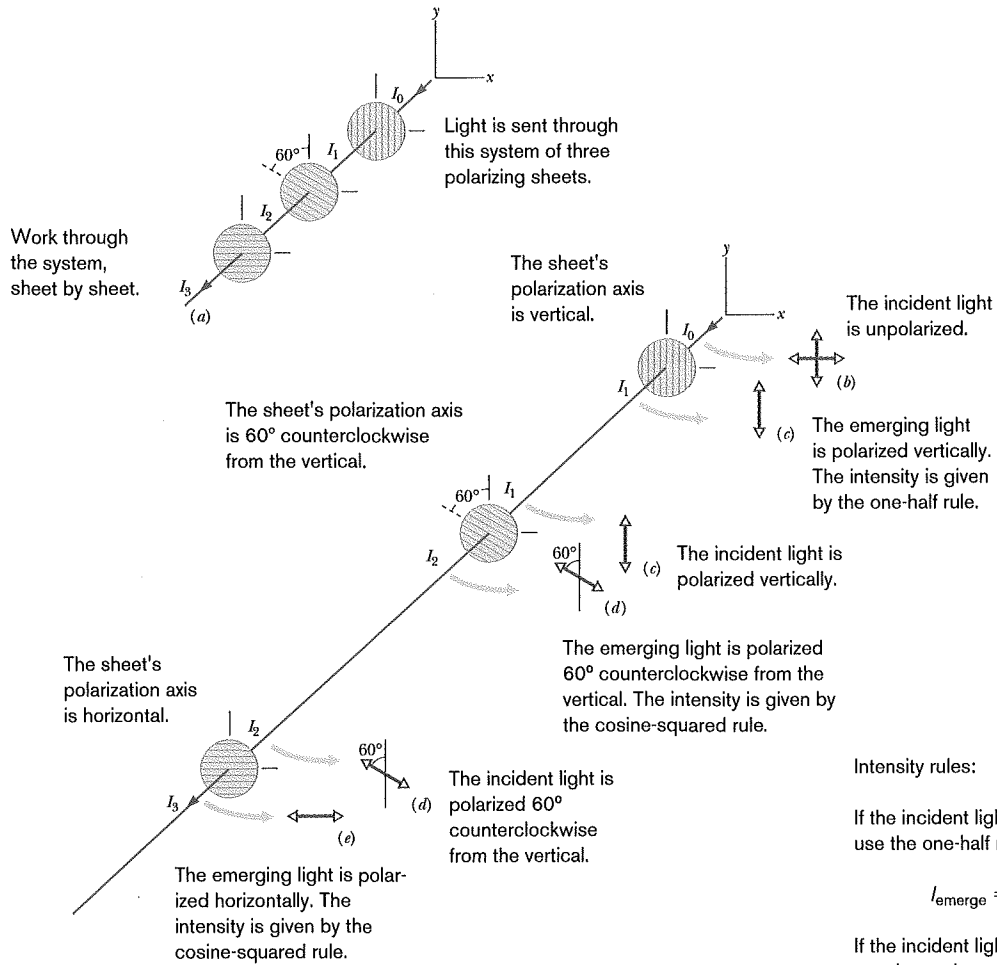 y
x
I0
Light is sent through
this system of three
polarizing sheets.
I1
60°
I2
Work through
the system,
sheet by sheet.
I3
(a)
y
x
The sheet's
polarization axis
is vertical.
I0
The incident light
is unpolarized.
(b)
I1
(c)
The emerging light
is polarized vertically.
The intensity is given
by the one-half rule.
The sheet's polarization axis
is 60° counterclockwise
from the vertical.
60°
I1
I2
(c)
The incident light is
polarized vertically.
60°
(d)
The emerging light is polarized
60° counterclockwise from the
vertical. The intensity is given by
the cosine-squared rule.
The sheet's
polarization axis
is horizontal.
I2
60°
(d)
The incident light is
polarized 60°
counterclockwise
from the vertical.
I3
(e)
The emerging light is polar-
ized horizontally. The
intensity is given by the
cosine-squared rule.
Intensity rules:
If the incident light
use the one-half
Iemerge =
If the incident light